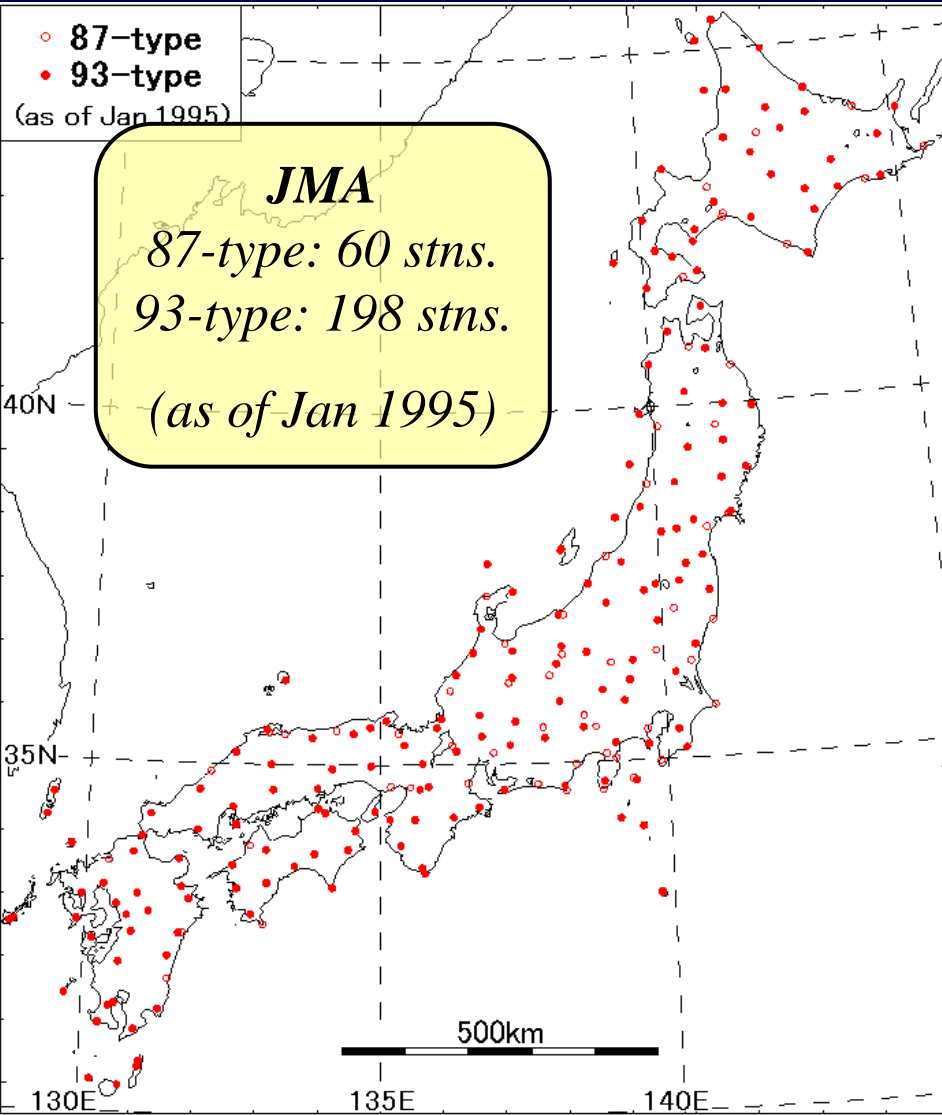 87-type
93-type
(as of Jan 1995)
JMA
87-type: 60 stns.
93-type: 198 stns.
(as of Jan 1995)
40N
35N
500km
130E
135E
140E